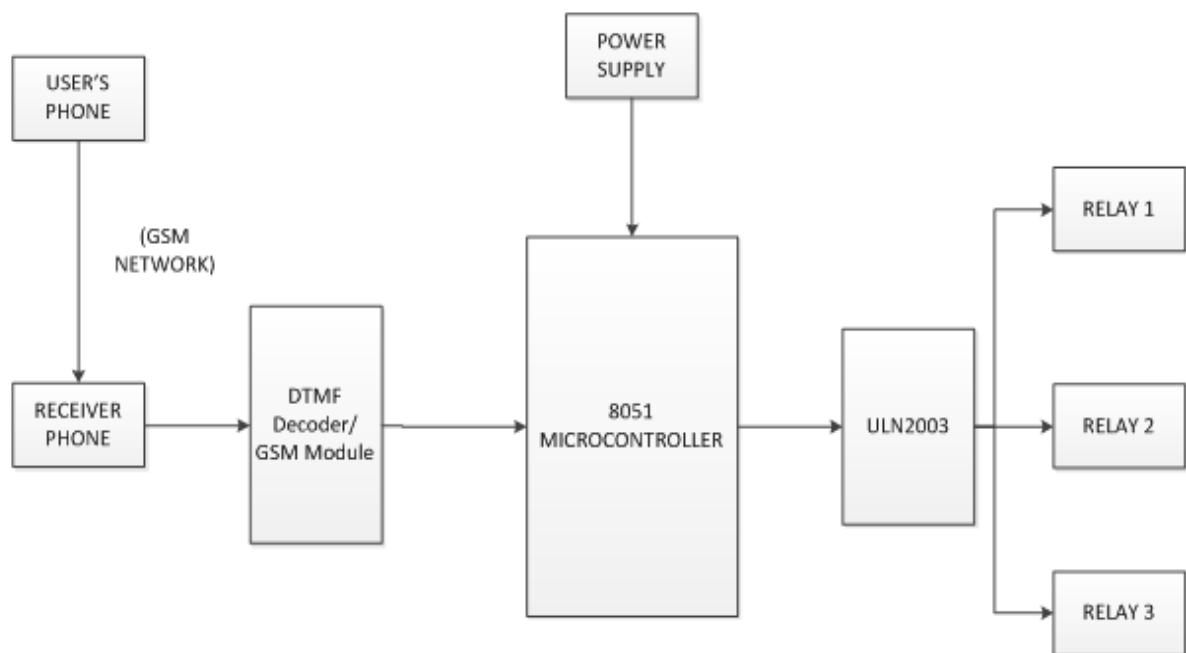 POWER
SUPPLY
USER'S
PHONE
RELAY 1
(GSM
NETWORK)
DTMF
Decoder/
GSM Module
RECEIVER
PHONE
8051
MICROCONTROLLER
ULN2003
RELAY 2
RELAY 3